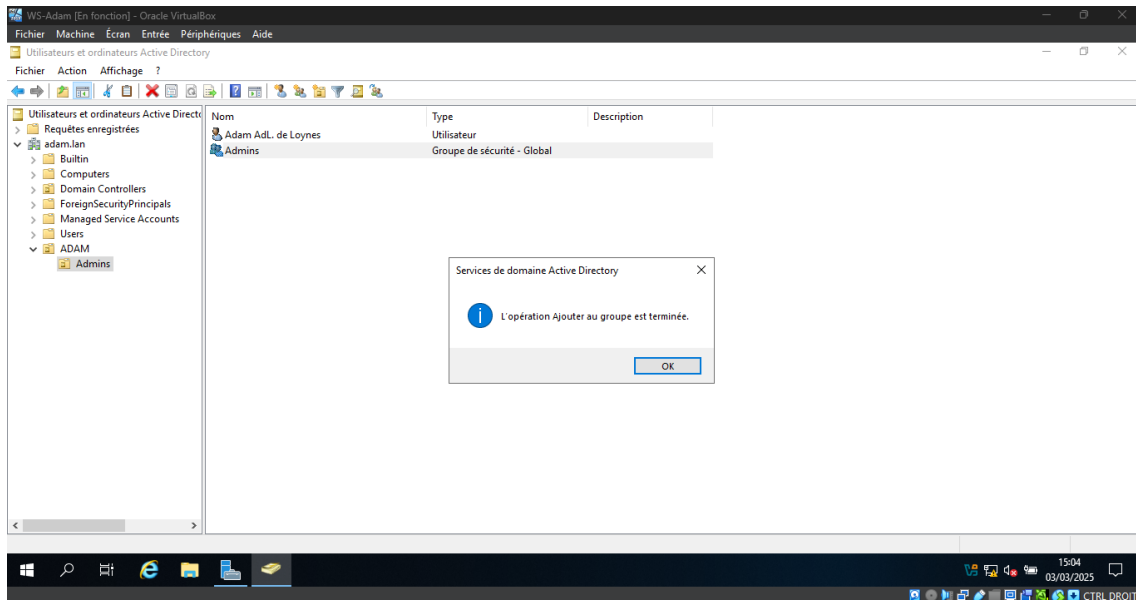 WS-Adam [En fonction] - Oracle VirtualBox
Fichier Machine Écran Entrée Périphériques Aide
Utilisateurs et ordinateurs Active Directory
Fichier Action Affichage ?
Utilisateurs et ordinateurs Active Directo
Requêtes enregistrées
adam.lan
Builtin
Computers
Domain Controllers
ForeignSecurityPrincipals
Managed Service Accounts
Users
ADAM
Admins
Nom Type Description
Adam AdL. de Loynes Utilisateur
Admins Groupe de sécurité - Global
Services de domaine Active Directory
L'opération Ajouter au groupe est terminée.
OK
15:04
03/03/2025
CTRL DROIT